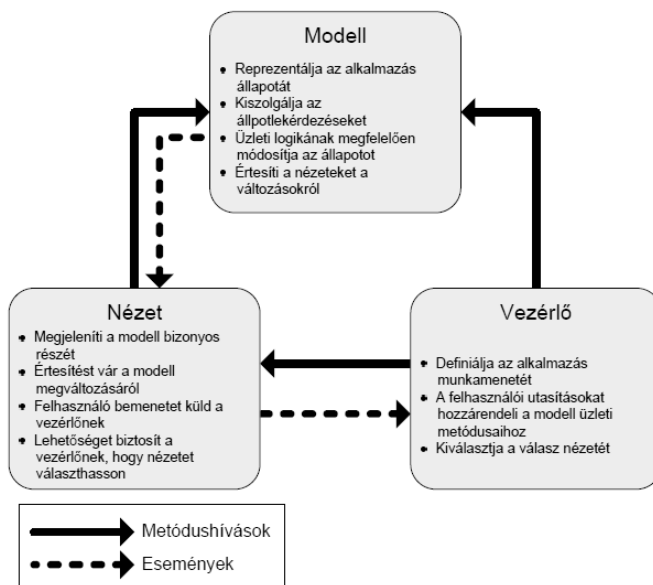 Modell
Reprezentálja az alkalmazás
állapotát
Kiszolgálja az
állpotlekérdezéseket
Üzleti logikának megfelelően
módosítja az állapotot
Értesíti a nézeteket a
változásokról
Nézet
Megjeleníti a modell bizonyos
részét
Értesítést vár a modell
megváltozásáról
Felhasználó bemenetet küld a
vezérlőnek
Lehetőséget biztosít a
vezérlőnek, hogy nézetet
választhasson
Vezérlő
Definiálja az alkalmazás
munkamenetét
A felhasználói utasításokat
hozzárendeli a modell üzleti
metódusaihoz
Kiválasztja a válasz nézetét
Metódushívások
Események